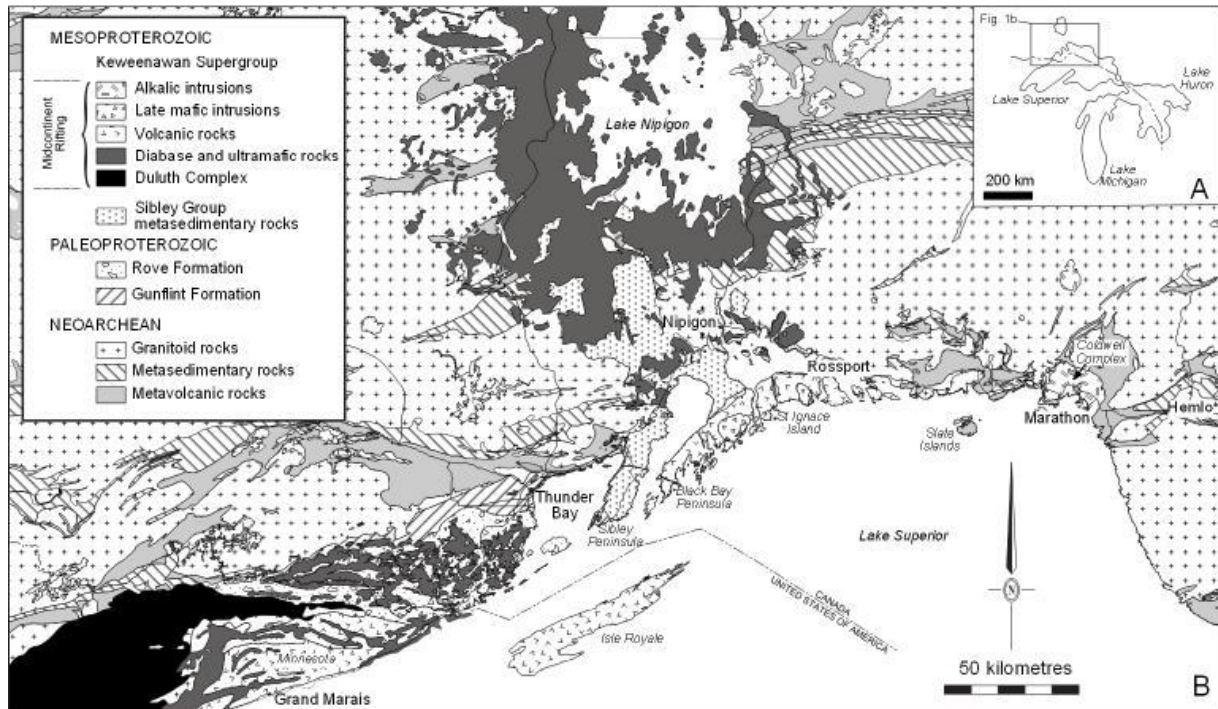 MESOPROTEROZOIC
Keweenawan Supergroup
Midcontinent
Rifting
Alkalic intrusions
Late mafic intrusions
Volcanic rocks
Diabase and ultramafic rocks
Duluth Complex
Sibley Group
metasedimentary rocks
PALEOPROTEROZOIC
Rove Formation
Gunflint Formation
NEOARCHEAN
Granitoid rocks
Metasedimentary rocks
Metavolcanic rocks
Fig. 1b
Lake
Huron
Lake Superior
Lake
Michigan
200 km
A
Lake Nipigon
Nipigon
Rossport
Coldwell
Complex
Hemlo
Marathon
St Ignace
Island
Slate
Islands
Black Bay
Peninsula
Thunder
Bay
Sibley
Peninsula
Lake Superior
CANADA
UNITED STATES OF AMERICA
N
Isle Royale
Minnesota
Grand Marais
50 kilometres
B